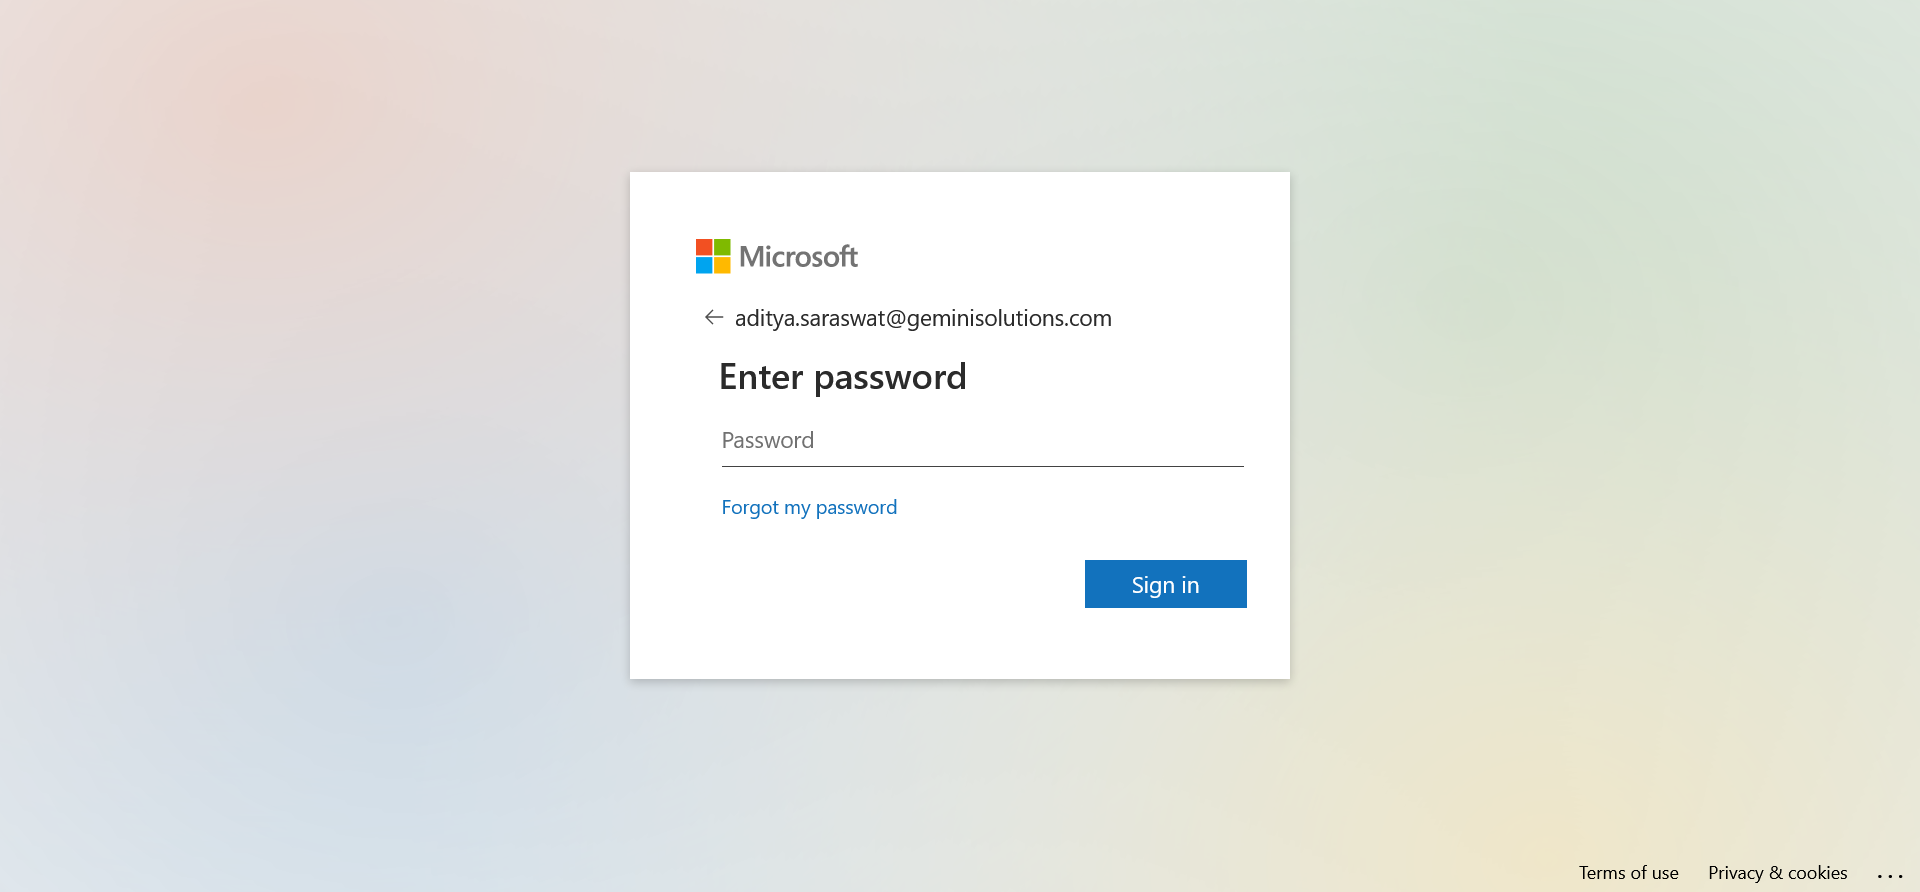 Microsoft
aditya.saraswat@geminisolutions.com
Enter password
Password
Forgot my password
Sign in
Terms of use Privacy & cookies ...